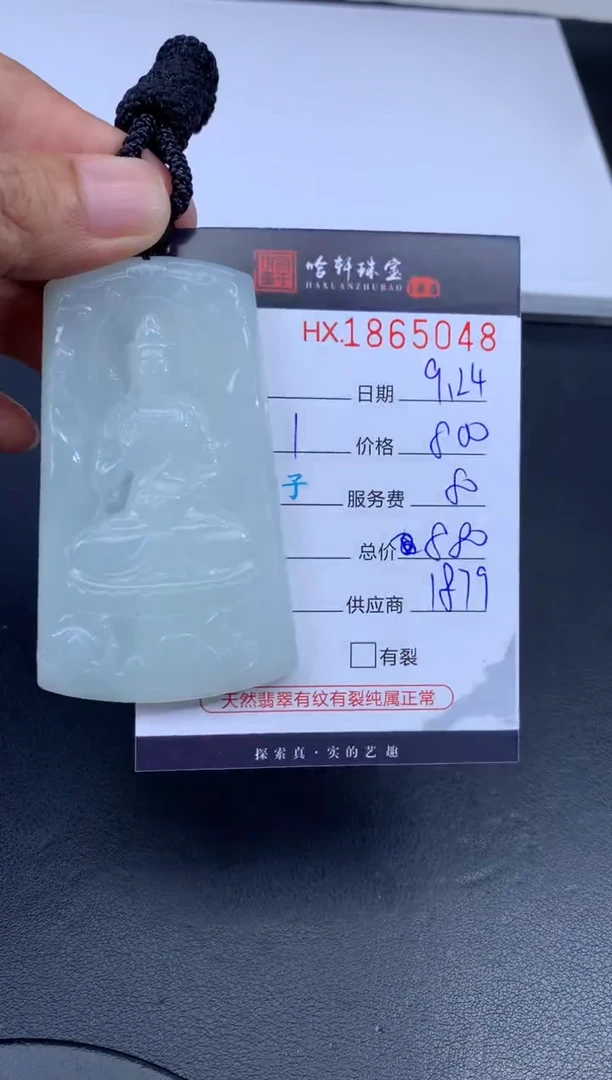 哈轩珠宝
HAXUANZHUBAO
HX.1865048
日期 9,24
1 价格 800
子 服务费 80
总价 880
供应商 1879
有裂
天然翡翠有纹有裂纯属正常
探索真·实的艺趣